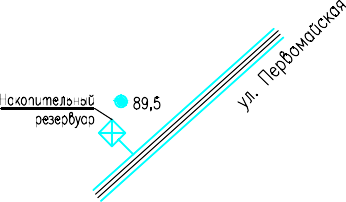 ул. Первомайская
Накопительный
резервуар
89,5